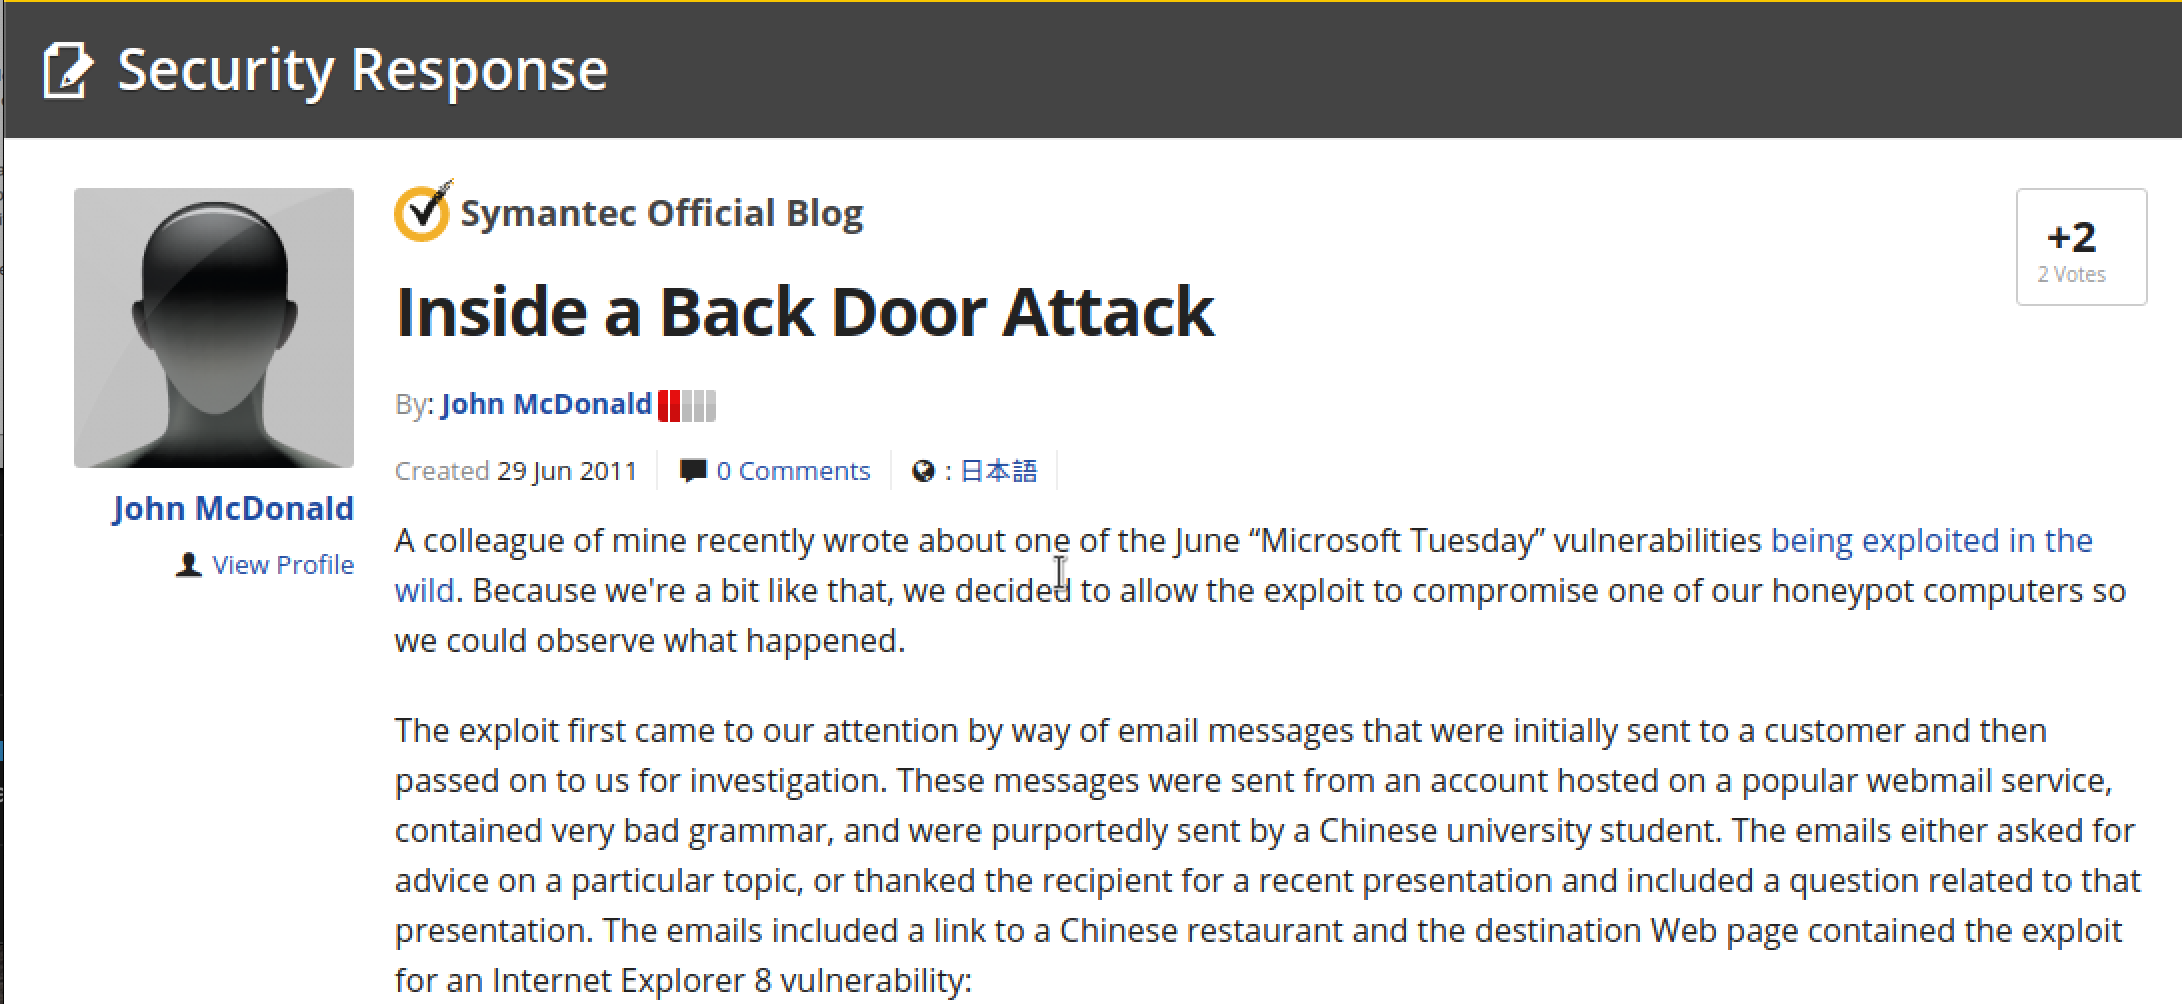 Security Response
Symantec Official Blog
+2
2 Votes
Inside a Back Door Attack
By: John McDonald
Created 29 Jun 2011 0 Comments : 日本語
John McDonald
View Profile
A colleague of mine recently wrote about one of the June “Microsoft Tuesday” vulnerabilities being exploited in the
wild. Because we're a bit like that, we decided to allow the exploit to compromise one of our honeypot computers so
we could observe what happened.
The exploit first came to our attention by way of email messages that were initially sent to a customer and then
passed on to us for investigation. These messages were sent from an account hosted on a popular webmail service,
contained very bad grammar, and were purportedly sent by a Chinese university student. The emails either asked for
advice on a particular topic, or thanked the recipient for a recent presentation and included a question related to that
presentation. The emails included a link to a Chinese restaurant and the destination Web page contained the exploit
for an Internet Explorer 8 vulnerability: